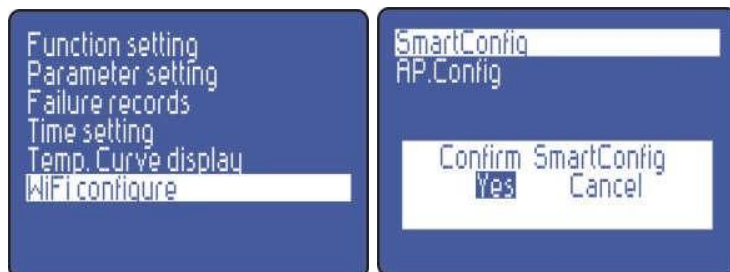 Function setting
Parameter setting
Failure records
Time setting
Temp. Curve display
WiFi configure
SmartConfig
AP.Config
Confirm SmartConfig
Yes Cancel